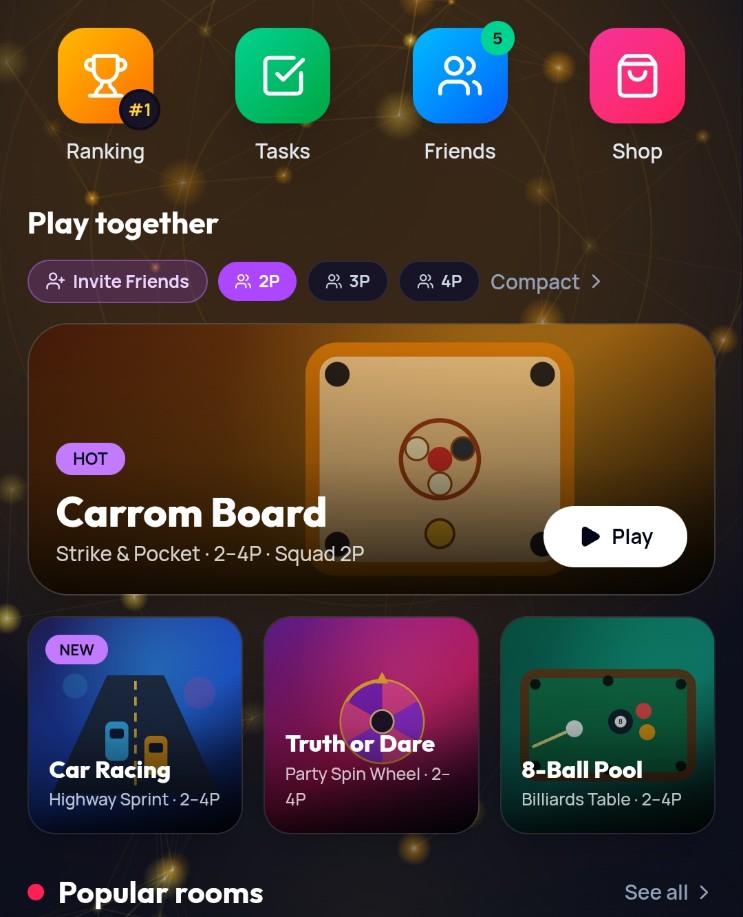 5
#1
Ranking
Tasks
Friends
Shop
Play together
Invite Friends
2P
3P
4P
Compact
HOT
Carrom Board
Strike & Pocket · 2–4P · Squad 2P
Play
NEW
Car Racing
Highway Sprint · 2–4P
Truth or Dare
Party Spin Wheel · 2–
4P
8
8-Ball Pool
Billiards Table · 2–4P
Popular rooms
See all